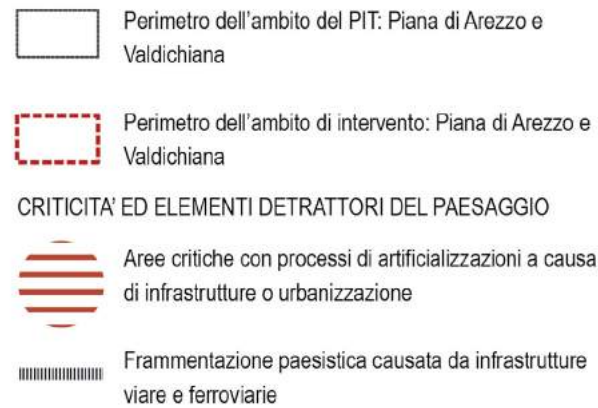 Perimetro dell'ambito del PIT: Piana di Arezzo e
Valdichiana
Perimetro dell'ambito di intervento: Piana di Arezzo e
Valdichiana
CRITICITA' ED ELEMENTI DETRATTORI DEL PAESAGGIO
Aree critiche con processi di artificializzazioni a causa
di infrastrutture o urbanizzazione
Frammentazione paesistica causata da infrastrutture
viare e ferroviarie